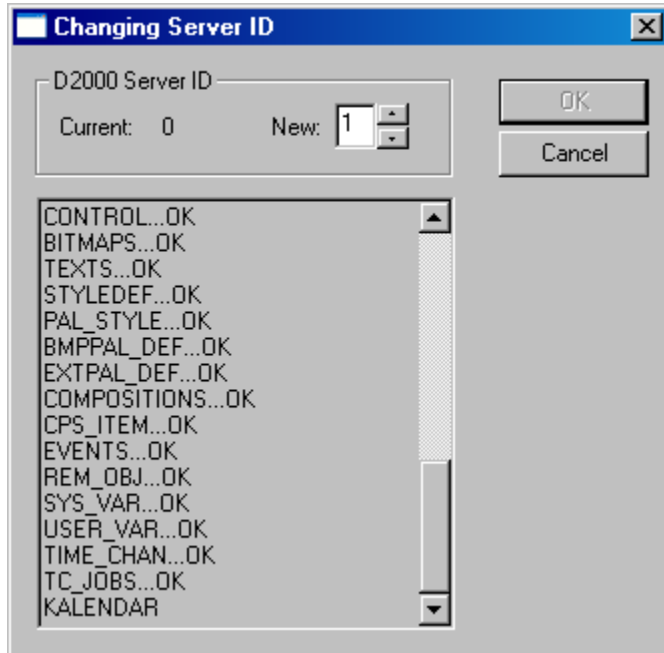 Changing Server ID
D2000 Server ID
Current: 0 New: 1
OK
Cancel
CONTROL...OK
BITMAPS...OK
TEXTS...OK
STYLEDEF...OK
PAL_STYLE...OK
BMPPAL_DEF...OK
EXTPAL_DEF...OK
COMPOSITIONS...OK
CPS_ITEM...OK
EVENTS...OK
REM_OBJ...OK
SYS_VAR...OK
USER_VAR...OK
TIME_CHAN...OK
TC_JOBS...OK
KALENDAR